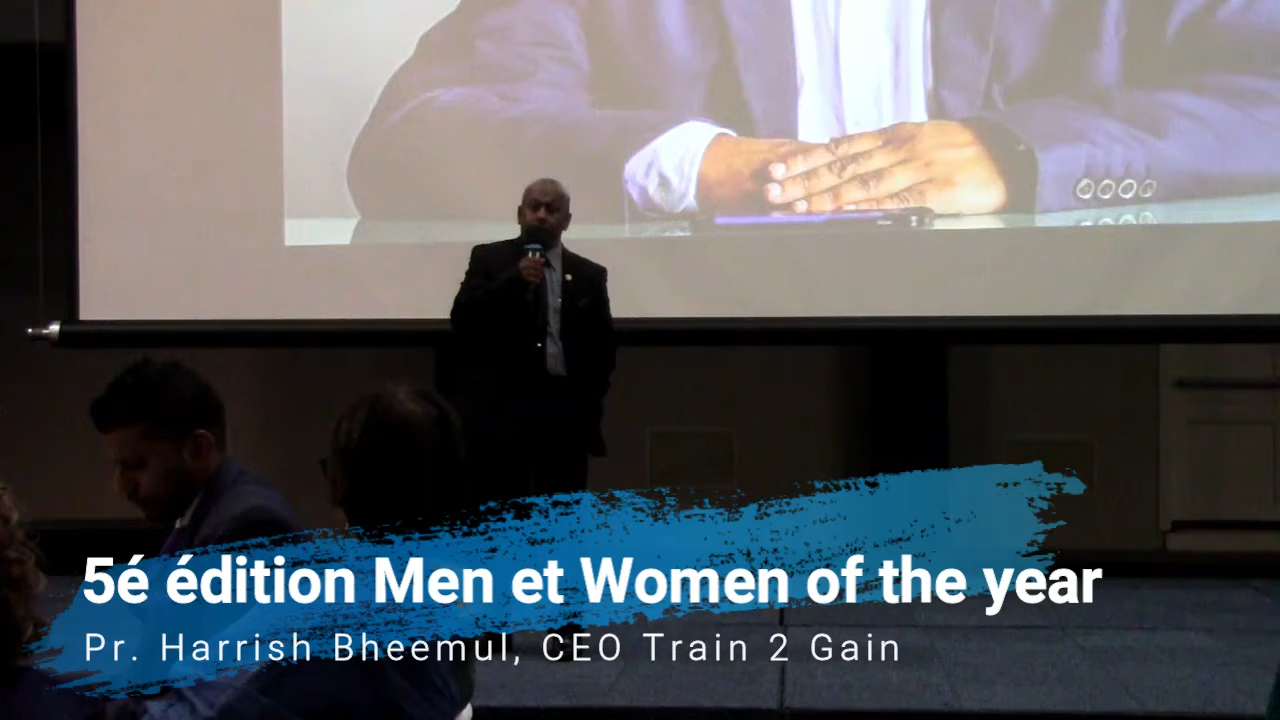 5é édition Men et Women of the year
Pr. Harrish Bheemul, CEO Train 2 Gain